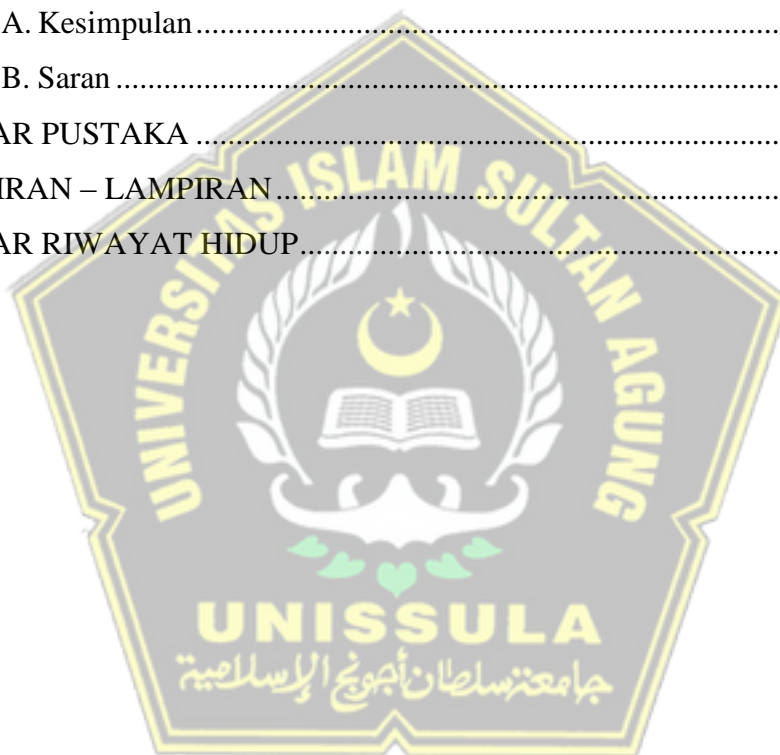 A. Kesimpulan
B. Saran
AR PUSTAKA
IRAN – LAMPIRAN
AR RIWAYAT HIDUP
UNIVERSITAS ISLAM SULTAN AGUNG
UNISSULA
جامعة سلطان أجونج الإسلامية